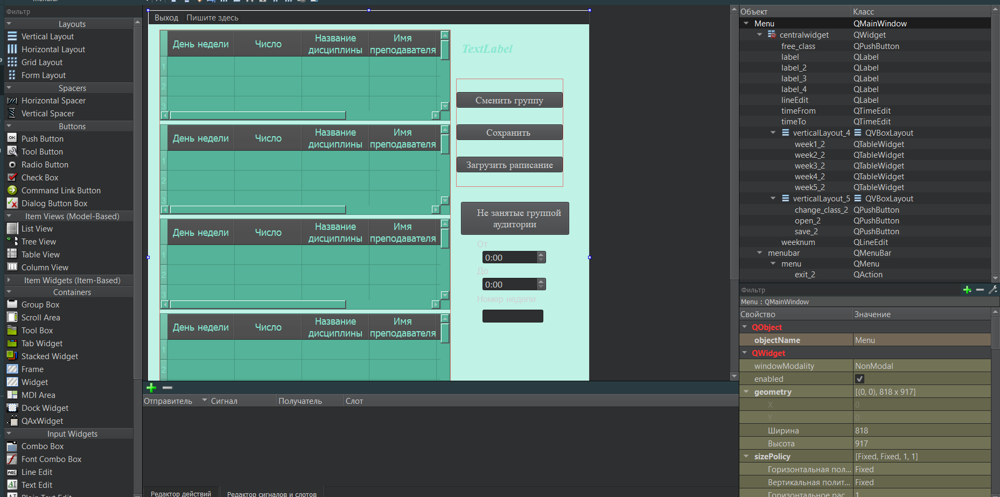 Фильтр
Layouts
Vertical Layout
Horizontal Layout
Grid Layout
Form Layout
Spacers
Horizontal Spacer
Vertical Spacer
Buttons
Push Button
Tool Button
Radio Button
Check Box
Command Link Button
Dialog Button Box
Item Views (Model-Based)
List View
Tree View
Table View
Column View
Item Widgets (Item-Based)
Containers
Group Box
Scroll Area
Tool Box
Tab Widget
Stacked Widget
Frame
Widget
MDI Area
Dock Widget
QAxWidget
Input Widgets
Combo Box
Font Combo Box
Line Edit
Text Edit
Plain Text Edit
Выход Пишите здесь
День недели Число Название дисциплины Имя преподавателя
1
2
3
День недели Число Название дисциплины Имя преподавателя
1
2
3
День недели Число Название дисциплины Имя преподавателя
1
2
3
День недели Число Название дисциплины Имя преподавателя
1
2
TextLabel
Сменить группу
Сохранить
Загрузить раписание
Не занятые группой
аудитории
От
0:00
До
0:00
Номер недели
Отправитель Сигнал Получатель Слот
Редактор действий Редактор сигналов и слотов
Объект Класс
Menu QMainWindow
centralwidget QWidget
free_class QPushButton
label QLabel
label_2 QLabel
label_3 QLabel
label_4 QLabel
lineEdit QLabel
timeFrom QTimeEdit
timeTo QTimeEdit
verticalLayout_4 QVBoxLayout
week1_2 QTableWidget
week2_2 QTableWidget
week3_2 QTableWidget
week4_2 QTableWidget
week5_2 QTableWidget
verticalLayout_5 QVBoxLayout
change_class_2 QPushButton
open_2 QPushButton
save_2 QPushButton
weeknum QLineEdit
menubar QMenuBar
menu QMenu
exit_2 QAction
Фильтр
Menu : QMainWindow
Свойство Значение
QObject
objectName Menu
QWidget
windowModality NonModal
enabled
geometry [(0, 0), 818 x 917]
X 0
Y 0
Ширина 818
Высота 917
sizePolicy [Fixed, Fixed, 1, 1]
Горизонтальная пол... Fixed
Вертикальная полит... Fixed
Горизонтальное рас... 1